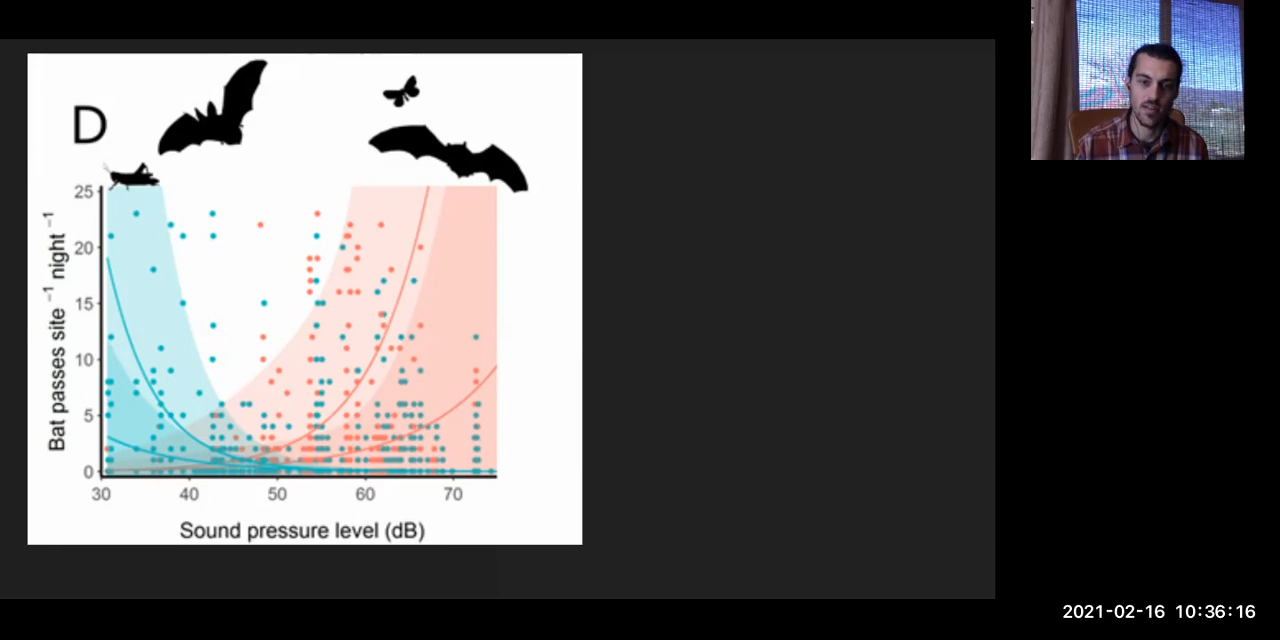 D
25
20
15
10
5
0
Bat passes site ⁻¹ night ⁻¹
30 40 50 60 70
Sound pressure level (dB)
2021-02-16 10:36:16